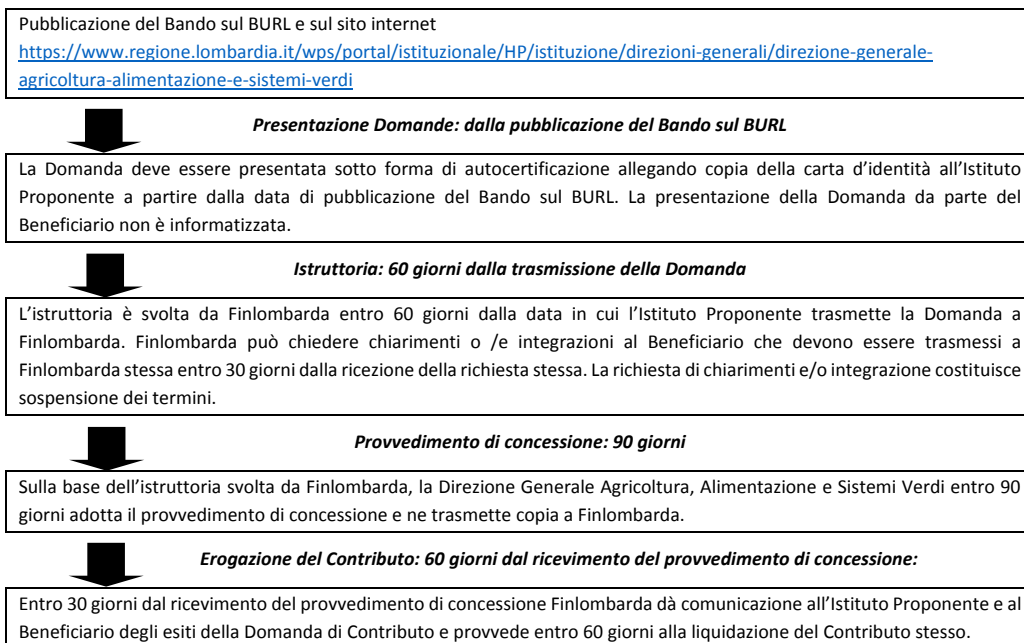 Pubblicazione del Bando sul BURL e sul sito internet
https://www.regione.lombardia.it/wps/portal/istituzionale/HP/istituzione/direzioni-generali/direzione-generale-
agricoltura-alimentazione-e-sistemi-verdi
Presentazione Domande: dalla pubblicazione del Bando sul BURL
La Domanda deve essere presentata sotto forma di autocertificazione allegando copia della carta d’identità all’Istituto
Proponente a partire dalla data di pubblicazione del Bando sul BURL. La presentazione della Domanda da parte del
Beneficiario non è informatizzata.
Istruttoria: 60 giorni dalla trasmissione della Domanda
L’istruttoria è svolta da Finlombarda entro 60 giorni dalla data in cui l’Istituto Proponente trasmette la Domanda a
Finlombarda. Finlombarda può chiedere chiarimenti o /e integrazioni al Beneficiario che devono essere trasmessi a
Finlombarda stessa entro 30 giorni dalla ricezione della richiesta stessa. La richiesta di chiarimenti e/o integrazione costituisce
sospensione dei termini.
Provvedimento di concessione: 90 giorni
Sulla base dell’istruttoria svolta da Finlombarda, la Direzione Generale Agricoltura, Alimentazione e Sistemi Verdi entro 90
giorni adotta il provvedimento di concessione e ne trasmette copia a Finlombarda.
Erogazione del Contributo: 60 giorni dal ricevimento del provvedimento di concessione:
Entro 30 giorni dal ricevimento del provvedimento di concessione Finlombarda dà comunicazione all’Istituto Proponente e al
Beneficiario degli esiti della Domanda di Contributo e provvede entro 60 giorni alla liquidazione del Contributo stesso.